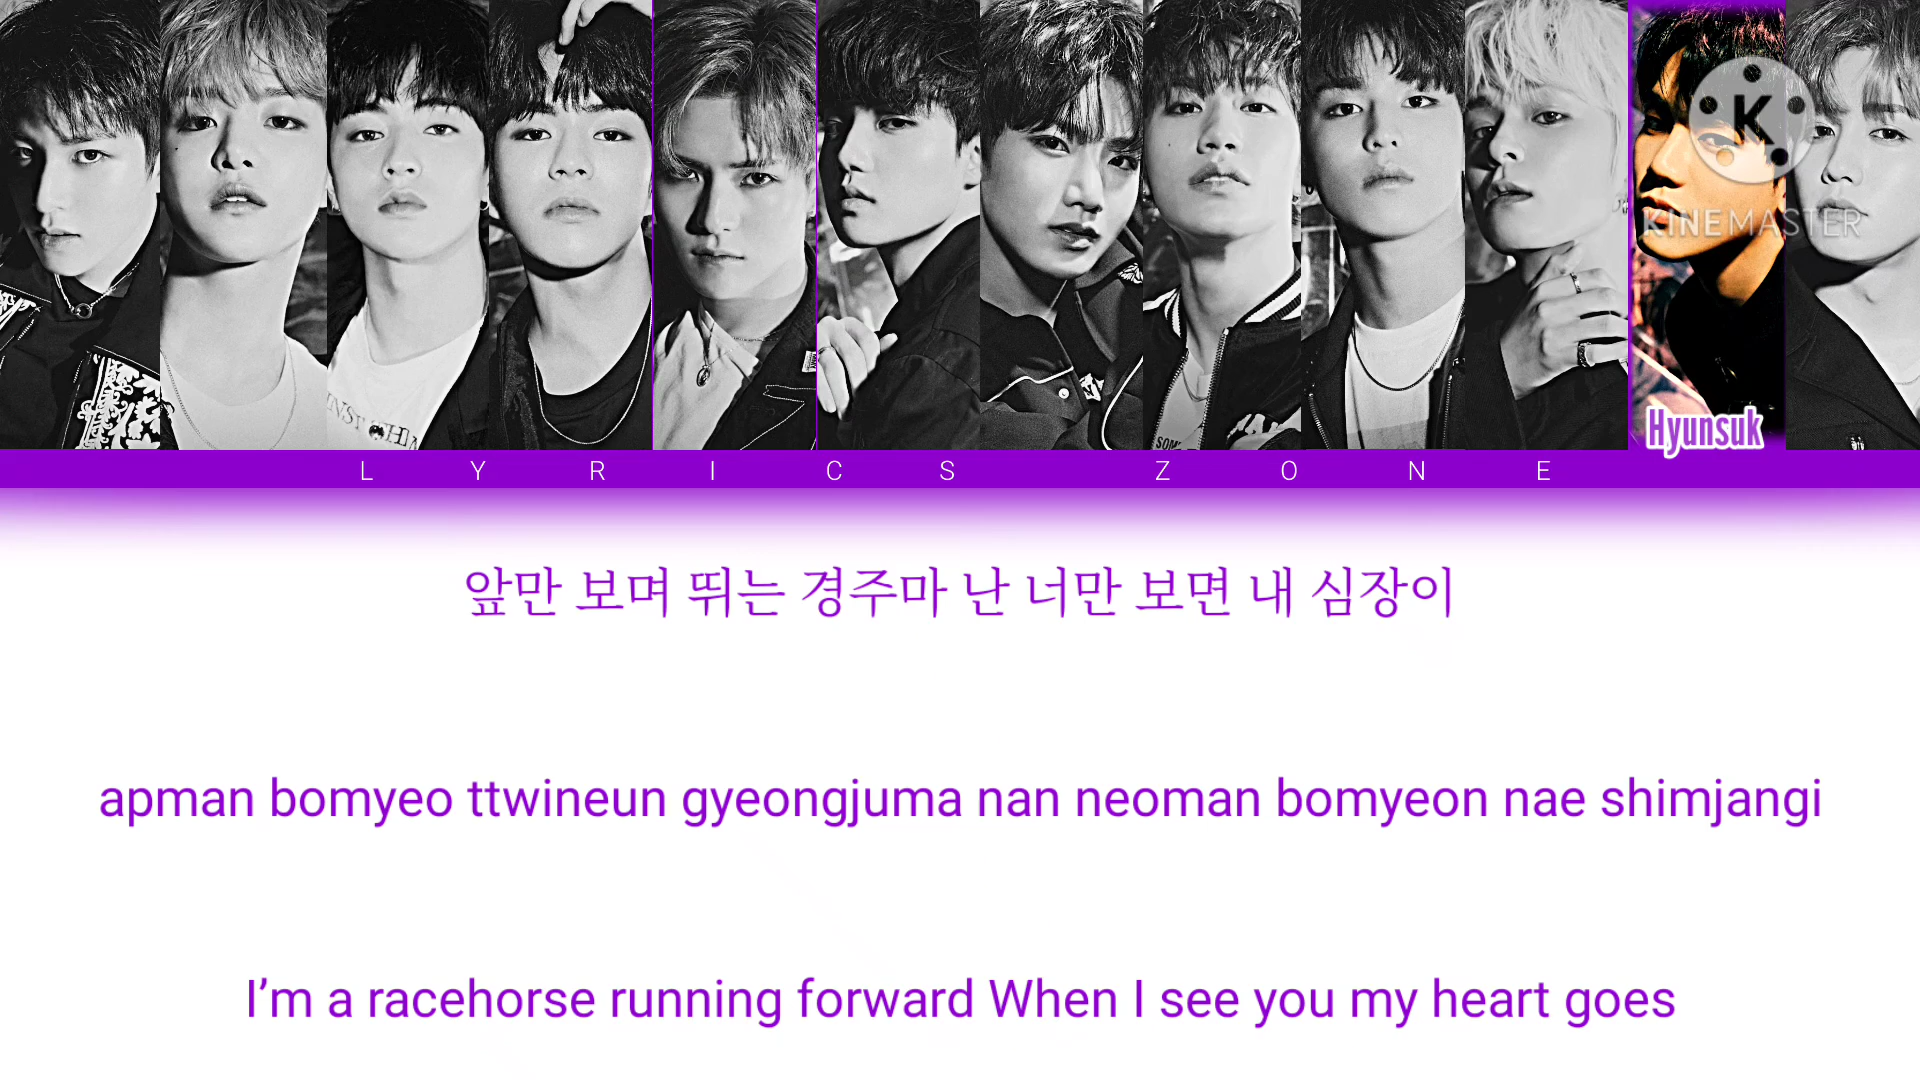 K
KINEMASTER
Hyunsuk
LYRICS ZONE
앞만 보며 뛰는 경주마 난 너만 보면 내 심장이
apman bomyeo ttwineun gyeongjuma nan neoman bomyeon nae shimjangi
I’m a racehorse running forward When I see you my heart goes